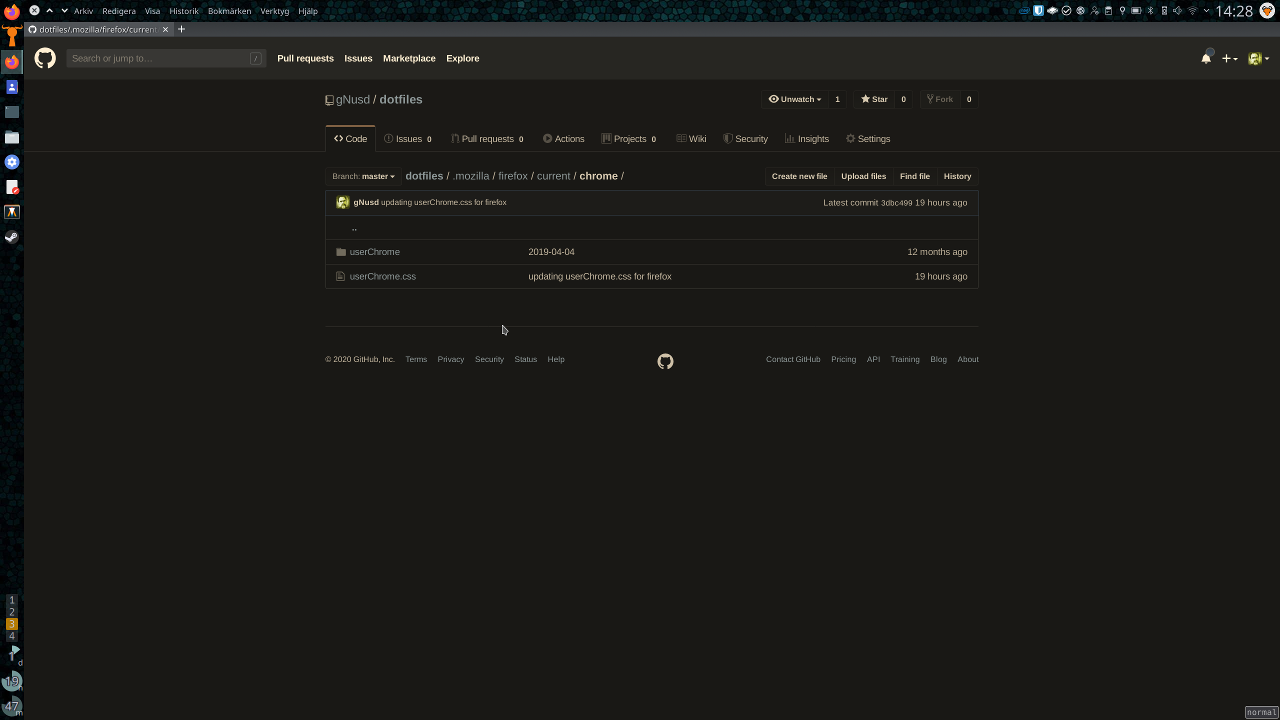 Arkiv Redigera Visa Historik Bokmärken Verktyg Hjälp 14:28
dotfiles/.mozilla/firefox/current
Search or jump to… / Pull requests Issues Marketplace Explore
gNusd / dotfiles Unwatch 1 Star 0 Fork 0
Code Issues 0 Pull requests 0 Actions Projects 0 Wiki Security Insights Settings
Branch: master dotfiles / .mozilla / firefox / current / chrome / Create new file Upload files Find file History
gNusd updating userChrome.css for firefox Latest commit 3dbc499 19 hours ago
..
userChrome 2019-04-04 12 months ago
userChrome.css updating userChrome.css for firefox 19 hours ago
© 2020 GitHub, Inc. Terms Privacy Security Status Help Contact GitHub Pricing API Training Blog About
1
2
3
4
1 d
19
47 m
normal